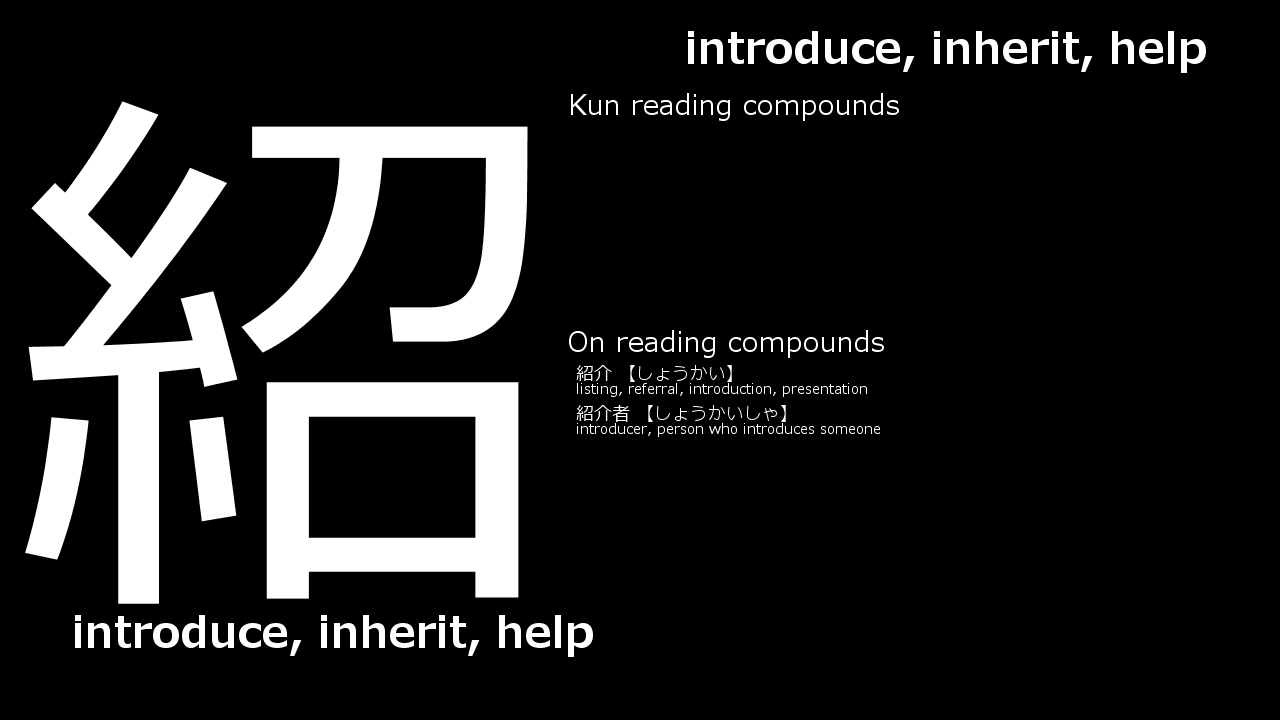 紹
introduce, inherit, help
introduce, inherit, help
Kun reading compounds
On reading compounds
紹介 【しょうかい】
listing, referral, introduction, presentation
紹介者 【しょうかいしゃ】
introducer, person who introduces someone